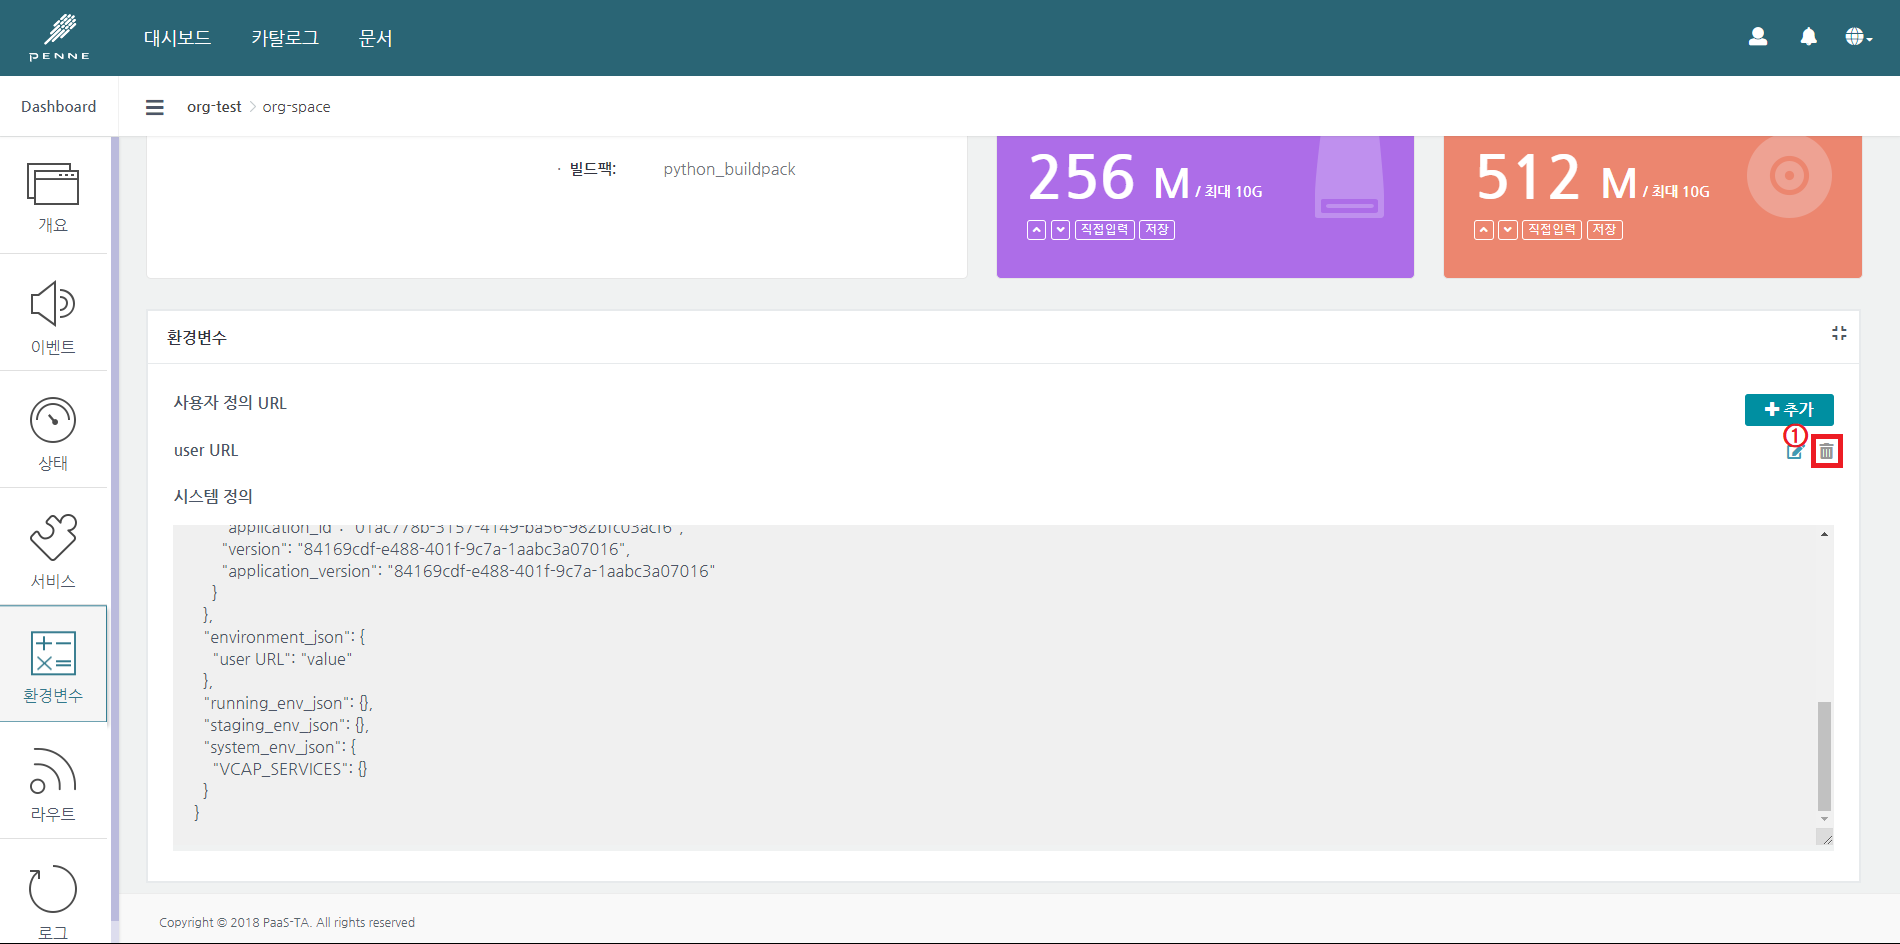 PENNE
대시보드 카탈로그 문서
Dashboard
org-test > org-space
개요
이벤트
상태
서비스
환경변수
라우트
로그
· 빌드팩: python_buildpack
256 M / 최대 10G
직접입력 저장
512 M / 최대 10G
직접입력 저장
환경변수
사용자 정의 URL
+ 추가
user URL
1
시스템 정의
"application_id": "01ac778b-3157-4149-ba56-982bfc03acf6",
"version": "84169cdf-e488-401f-9c7a-1aabc3a07016",
"application_version": "84169cdf-e488-401f-9c7a-1aabc3a07016"
}
},
"environment_json": {
"user URL": "value"
},
"running_env_json": {},
"staging_env_json": {},
"system_env_json": {
"VCAP_SERVICES": {}
}
}
Copyright © 2018 PaaS-TA. All rights reserved